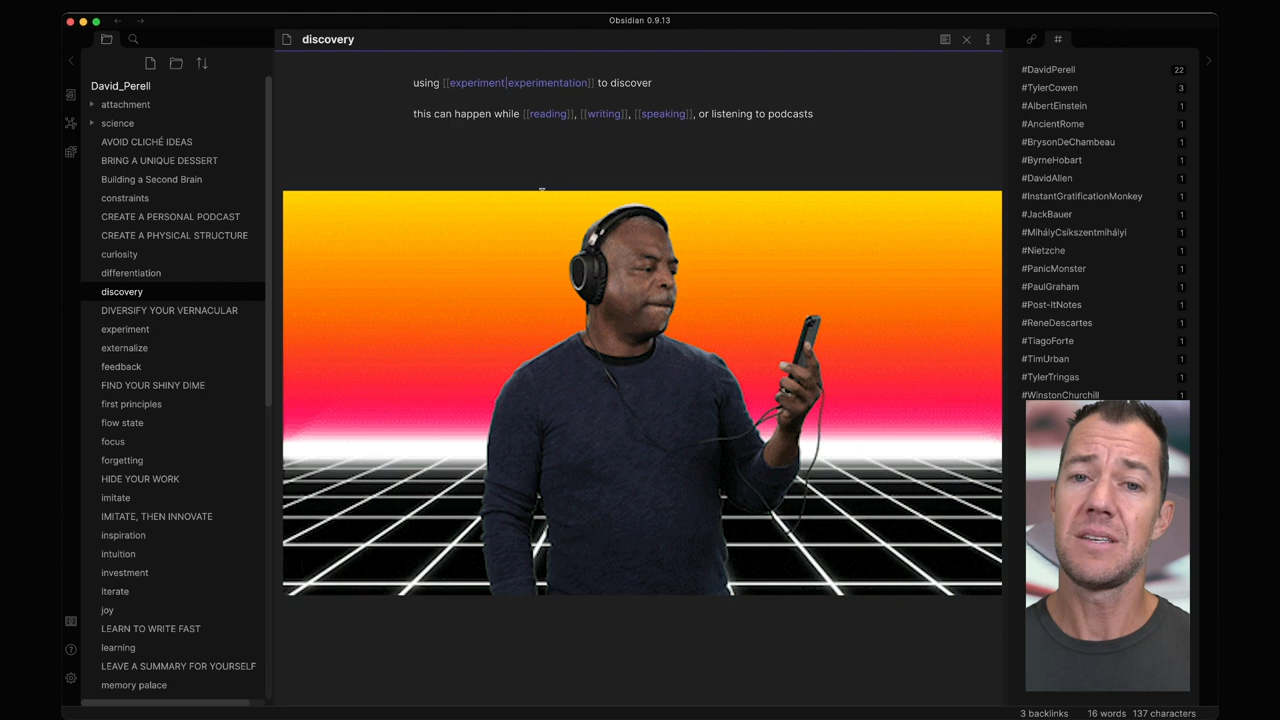 Obsidian 0.9.13
discovery
David_Perell
attachment
science
AVOID CLICHÉ IDEAS
BRING A UNIQUE DESSERT
Building a Second Brain
constraints
CREATE A PERSONAL PODCAST
CREATE A PHYSICAL STRUCTURE
curiosity
differentiation
discovery
DIVERSIFY YOUR VERNACULAR
experiment
externalize
feedback
FIND YOUR SHINY DIME
first principles
flow state
focus
forgetting
HIDE YOUR WORK
imitate
IMITATE, THEN INNOVATE
inspiration
intuition
investment
iterate
joy
LEARN TO WRITE FAST
learning
LEAVE A SUMMARY FOR YOURSELF
memory palace
using [[experiment|experimentation]] to discover
this can happen while [[reading]], [[writing]], [[speaking]], or listening to podcasts
#DavidPerell 22
#TylerCowen 3
#AlbertEinstein 1
#AncientRome 1
#BrysonDeChambeau 1
#ByrneHobart 1
#DavidAllen 1
#InstantGratificationMonkey 1
#JackBauer 1
#MihályCsíkszentmihályi 1
#Nietzche 1
#PanicMonster 1
#PaulGraham 1
#Post-ItNotes 1
#ReneDescartes 1
#TiagoForte 1
#TimUrban 1
#TylerTringas 1
#WinstonChurchill 1
3 backlinks 16 words 137 characters